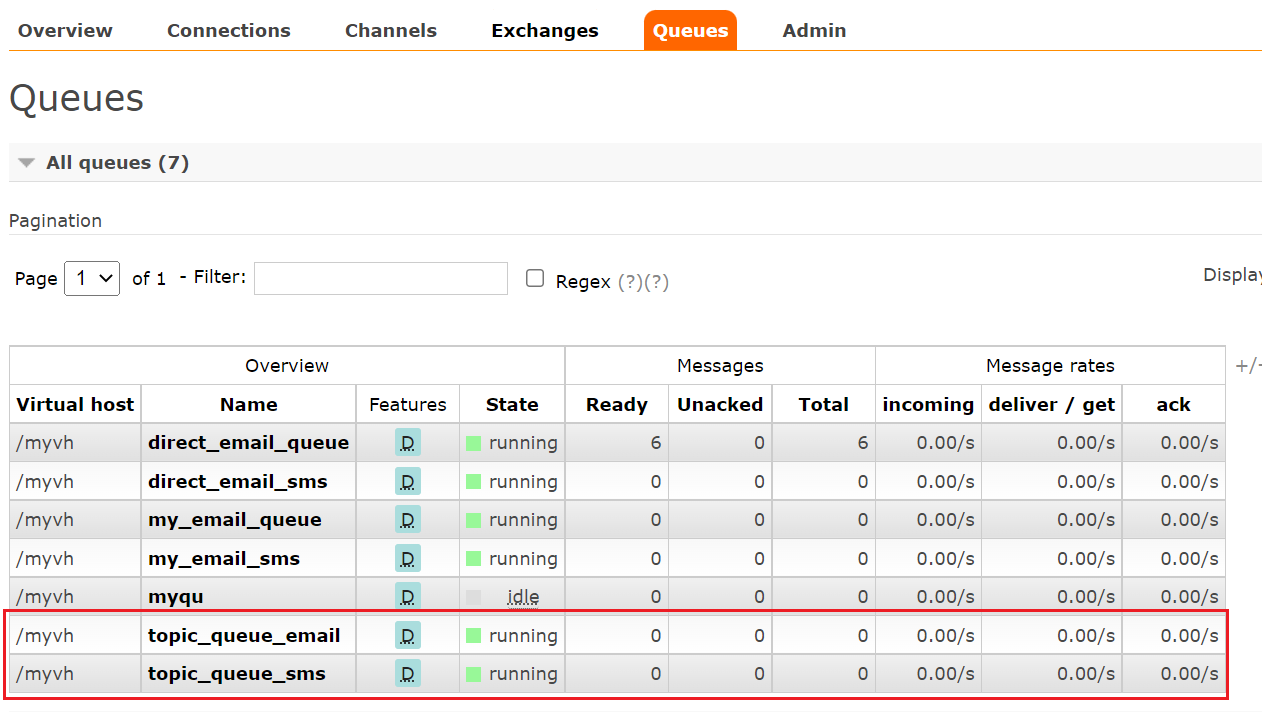 Overview Connections Channels Exchanges Queues Admin
Queues
All queues (7)
Pagination
Page 1 of 1 - Filter: Regex (?)(?) Display
Overview Messages Message rates +/-
Virtual host Name Features State Ready Unacked Total incoming deliver / get ack
/myvh direct_email_queue D running 6 0 6 0.00/s 0.00/s 0.00/s
/myvh direct_email_sms D running 0 0 0 0.00/s 0.00/s 0.00/s
/myvh my_email_queue D running 0 0 0 0.00/s 0.00/s 0.00/s
/myvh my_email_sms D running 0 0 0 0.00/s 0.00/s 0.00/s
/myvh myqu D idle 0 0 0 0.00/s 0.00/s 0.00/s
/myvh topic_queue_email D running 0 0 0 0.00/s 0.00/s 0.00/s
/myvh topic_queue_sms D running 0 0 0 0.00/s 0.00/s 0.00/s